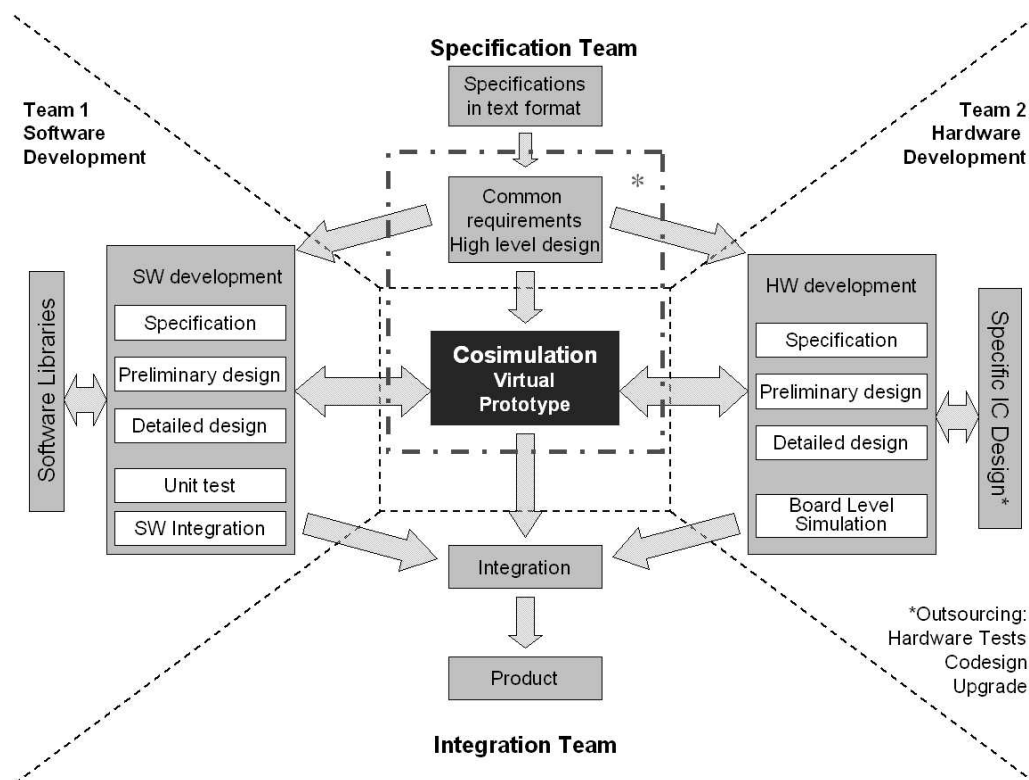 Specification Team
Specifications
in text format
Team 1
Software
Development
Team 2
Hardware
Development
*
Common
requirements
High level design
SW development
Specification
Preliminary design
Detailed design
Unit test
SW Integration
Software Libraries
Cosimulation
Virtual
Prototype
HW development
Specification
Preliminary design
Detailed design
Board Level
Simulation
Specific IC Design*
Integration
Product
*Outsourcing:
Hardware Tests
Codesign
Upgrade
Integration Team